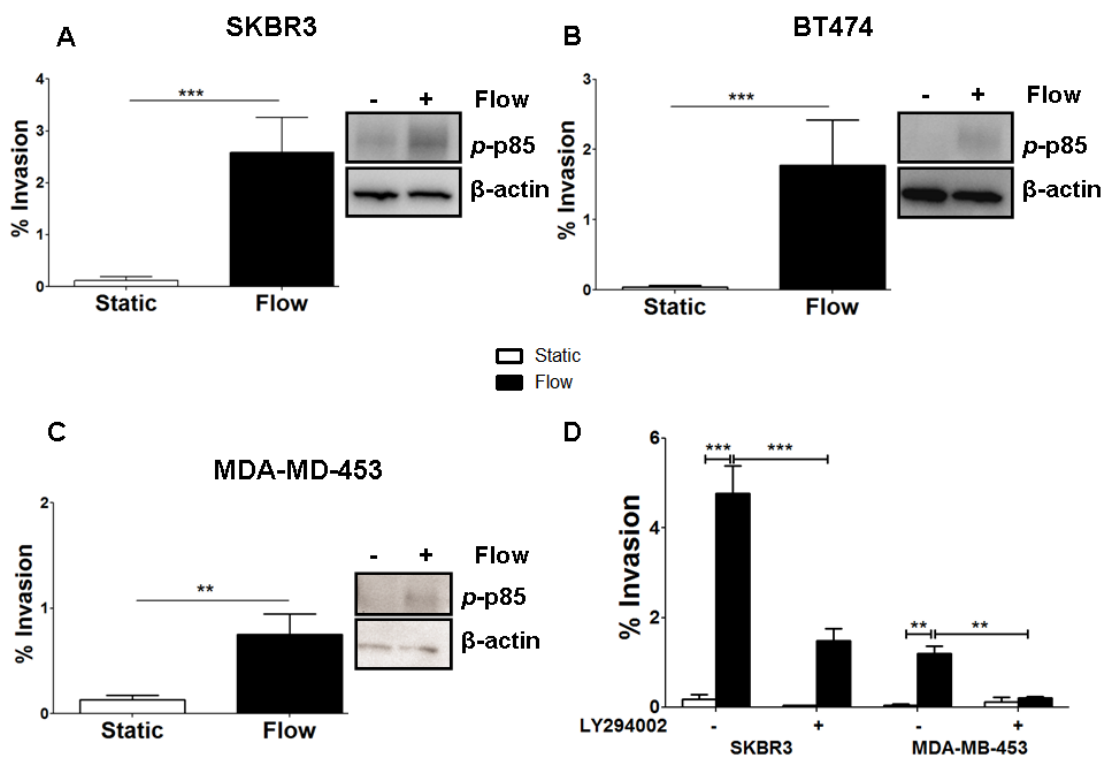 A
SKBR3
4
3
2
1
0
% Invasion
***
Static
Flow
- + Flow
p-p85
β-actin
B
BT474
3
2
1
0
% Invasion
***
Static
Flow
- + Flow
p-p85
β-actin
Static
Flow
C
MDA-MD-453
2
1
0
% Invasion
**
Static
Flow
- + Flow
p-p85
β-actin
D
6
4
2
0
% Invasion
*** ***
** **
LY294002 - + - +
SKBR3 MDA-MB-453